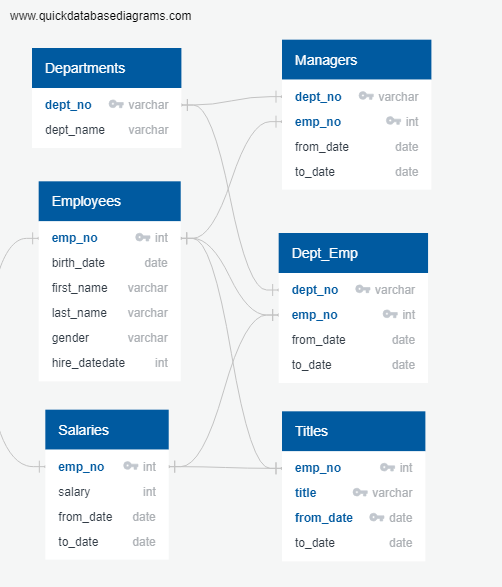 www.quickdatabasediagrams.com
Departments
dept_no varchar
dept_name varchar
Managers
dept_no varchar
emp_no int
from_date date
to_date date
Employees
emp_no int
birth_date date
first_name varchar
last_name varchar
gender varchar
hire_datedate int
Dept_Emp
dept_no varchar
emp_no int
from_date date
to_date date
Salaries
emp_no int
salary int
from_date date
to_date date
Titles
emp_no int
title varchar
from_date date
to_date date